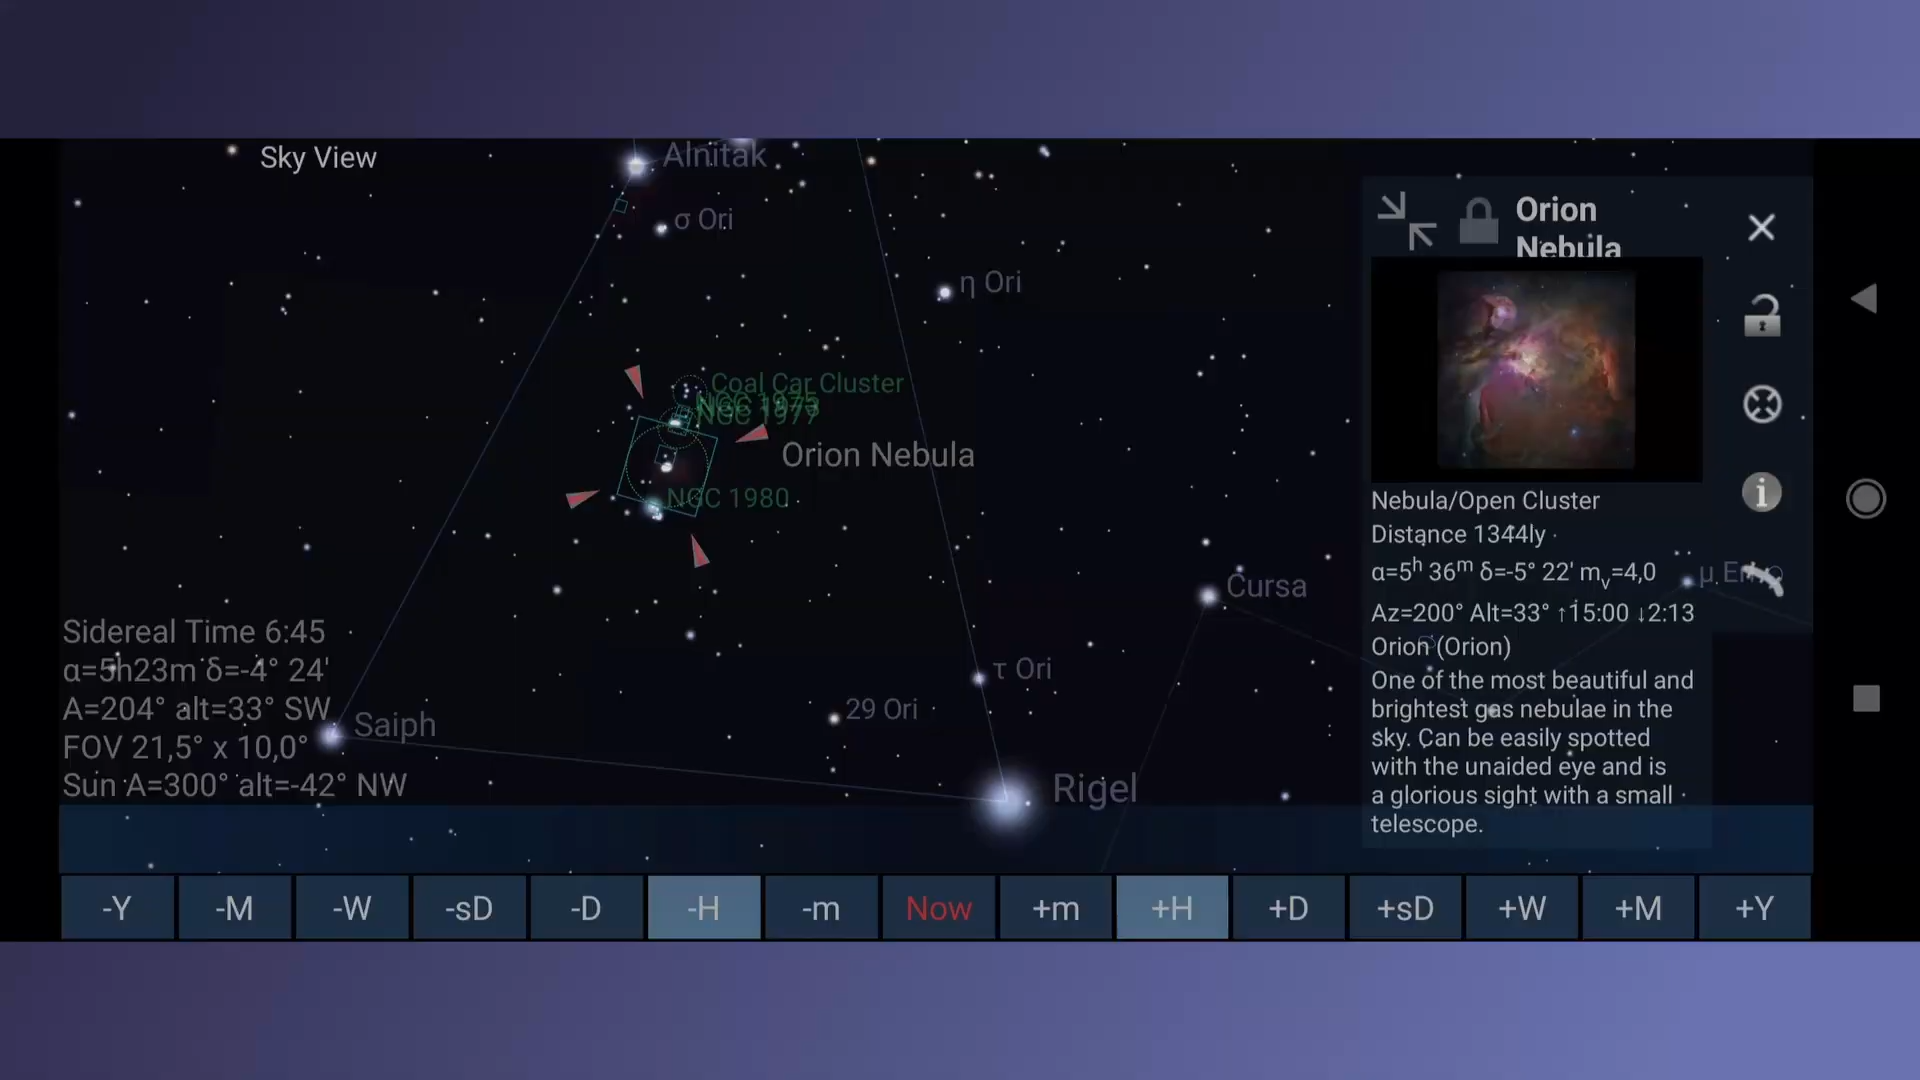 Sky View
Alnitak
σ Ori
η Ori
Coal Car Cluster
NGC 1977
Orion Nebula
NGC 1980
Cursa
τ Ori
29 Ori
Saiph
Rigel
Sidereal Time 6:45
α=5h23m δ=-4° 24'
A=204° alt=33° SW
FOV 21,5° x 10,0°
Sun A=300° alt=-42° NW
Orion
Nebula
Nebula/Open Cluster
Distance 1344ly
α=5h 36m δ=-5° 22' mv=4,0
μ
Az=200° Alt=33° ↑15:00 ↓2:13
Orion (Orion)
One of the most beautiful and
brightest gas nebulae in the
sky. Can be easily spotted
with the unaided eye and is
a glorious sight with a small
telescope.
-Y -M -W -sD -D -H -m Now +m +H +D +sD +W +M +Y